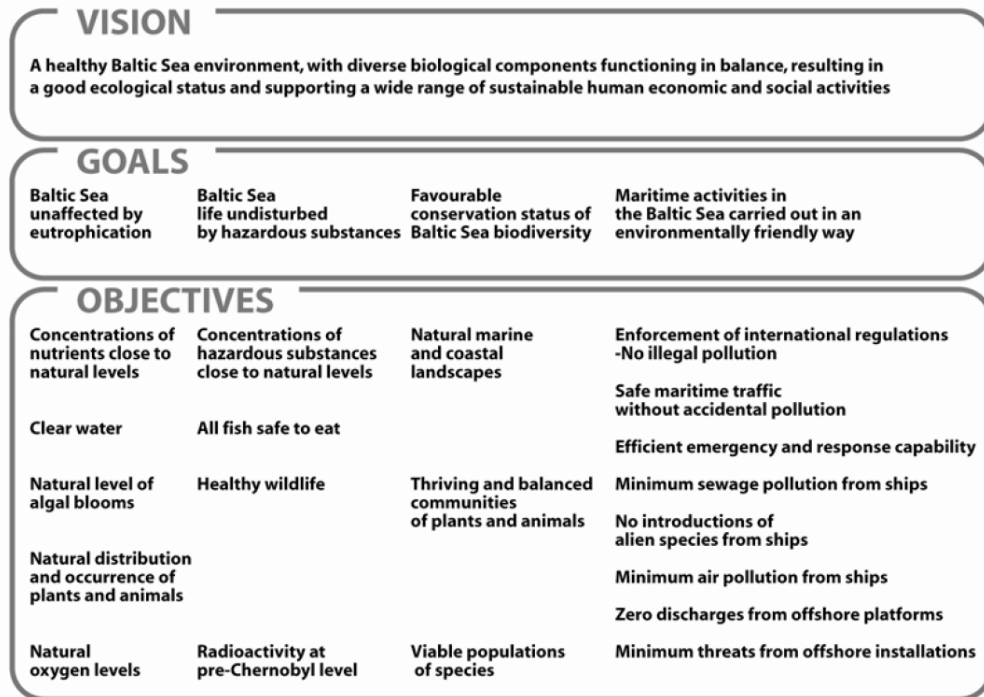 VISION
A healthy Baltic Sea environment, with diverse biological components functioning in balance, resulting in
a good ecological status and supporting a wide range of sustainable human economic and social activities
GOALS
Baltic Sea
unaffected by
eutrophication
Baltic Sea
life undisturbed
by hazardous substances
Favourable
conservation status of
Baltic Sea biodiversity
Maritime activities in
the Baltic Sea carried out in an
environmentally friendly way
OBJECTIVES
Concentrations of
nutrients close to
natural levels
Clear water
Natural level of
algal blooms
Natural distribution
and occurrence of
plants and animals
Natural
oxygen levels
Concentrations of
hazardous substances
close to natural levels
All fish safe to eat
Healthy wildlife
Radioactivity at
pre-Chernobyl level
Natural marine
and coastal
landscapes
Thriving and balanced
communities
of plants and animals
Viable populations
of species
Enforcement of international regulations
-No illegal pollution
Safe maritime traffic
without accidental pollution
Efficient emergency and response capability
Minimum sewage pollution from ships
No introductions of
alien species from ships
Minimum air pollution from ships
Zero discharges from offshore platforms
Minimum threats from offshore installations